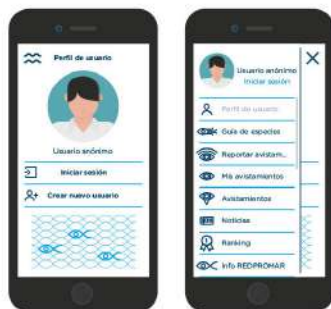 Perfil de usuario
Usuario anónimo
Iniciar sesión
Crear nuevo usuario
Usuario anónimo
Iniciar sesión
Perfil de usuario
Guía de especies
Reportar avistam...
Mis avistamientos
Avistamientos
Noticias
Ranking
Info REDPROMAR